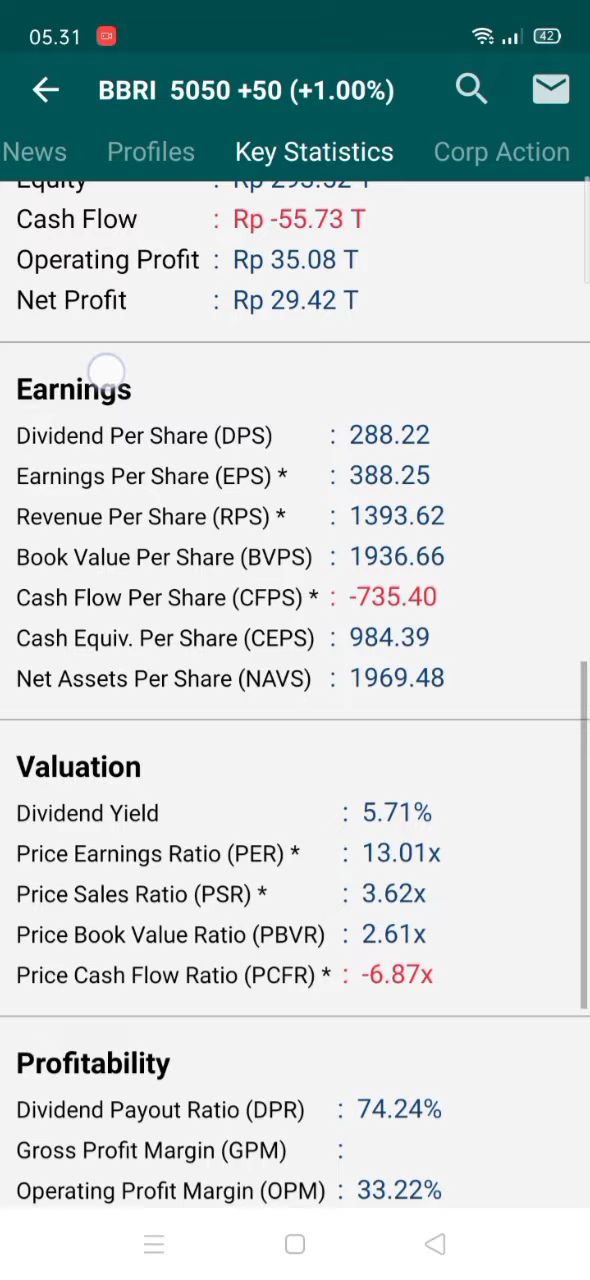 05.31
42
BBRI 5050 +50 (+1.00%)
News Profiles Key Statistics Corp Action
Equity :
Cash Flow : Rp -55.73 T
Operating Profit : Rp 35.08 T
Net Profit : Rp 29.42 T
Earnings
Dividend Per Share (DPS) : 288.22
Earnings Per Share (EPS) * : 388.25
Revenue Per Share (RPS) * : 1393.62
Book Value Per Share (BVPS) : 1936.66
Cash Flow Per Share (CFPS) * : -735.40
Cash Equiv. Per Share (CEPS) : 984.39
Net Assets Per Share (NAVS) : 1969.48
Valuation
Dividend Yield : 5.71%
Price Earnings Ratio (PER) * : 13.01x
Price Sales Ratio (PSR) * : 3.62x
Price Book Value Ratio (PBVR) : 2.61x
Price Cash Flow Ratio (PCFR) * : -6.87x
Profitability
Dividend Payout Ratio (DPR) : 74.24%
Gross Profit Margin (GPM) :
Operating Profit Margin (OPM) : 33.22%